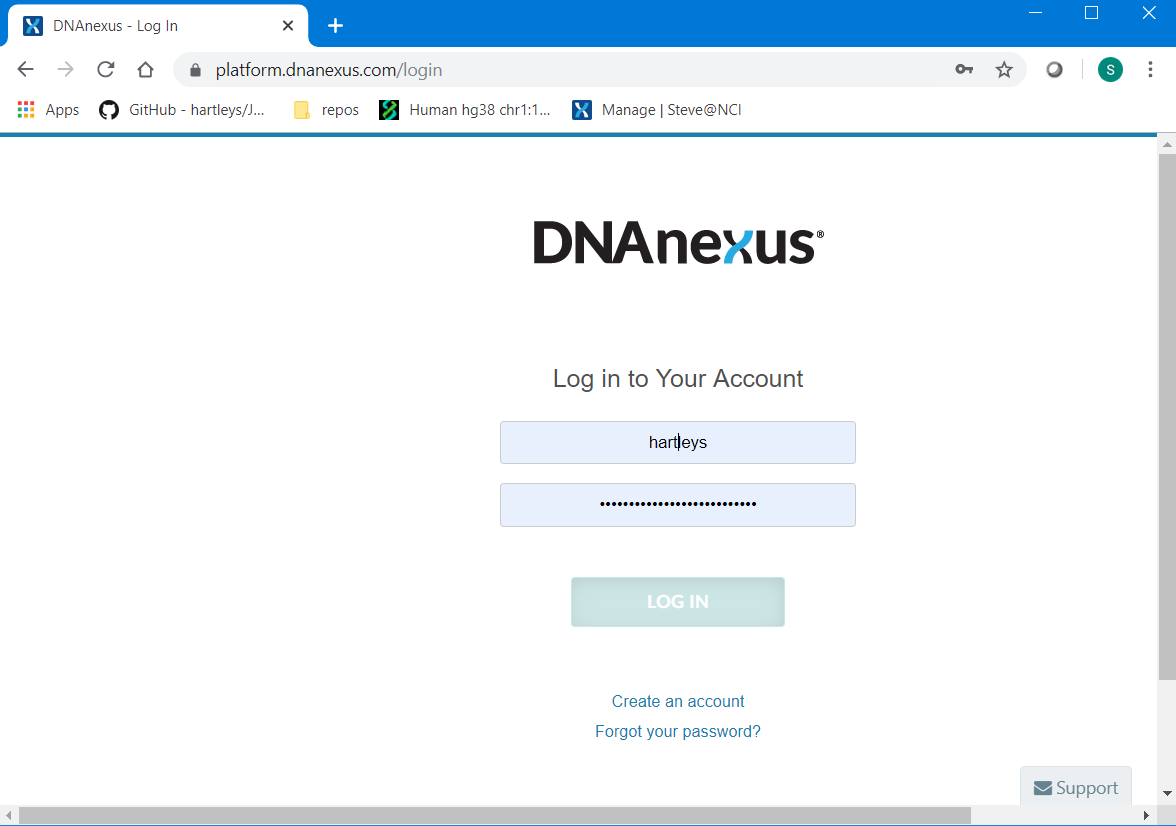 DNAnexus - Log In
platform.dnanexus.com/login
S
Apps GitHub - hartleys/J... repos Human hg38 chr1:1... Manage | Steve@NCI
DNAnexus®
Log in to Your Account
hartleys
•••••••••••••••••••••••••••
LOG IN
Create an account
Forgot your password?
Support